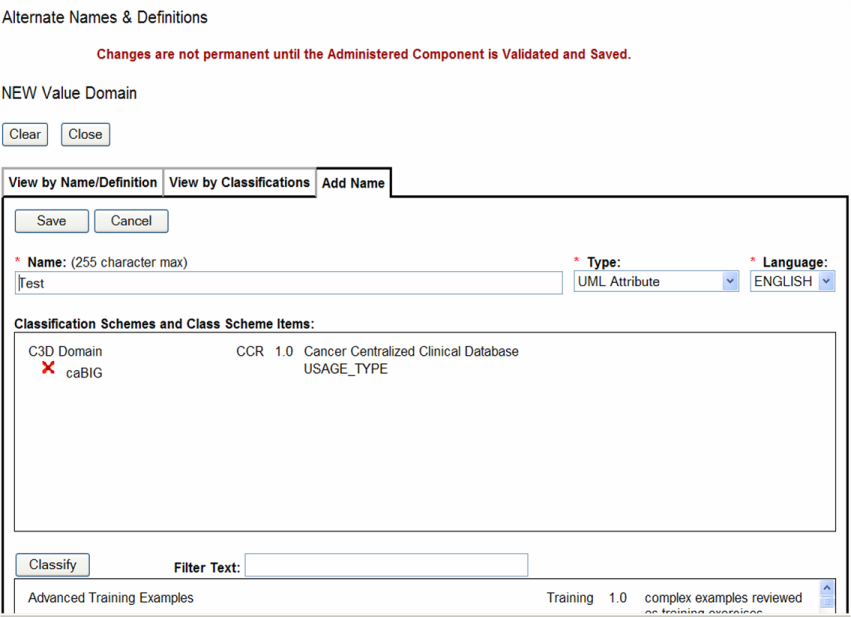 Alternate Names & Definitions
Changes are not permanent until the Administered Component is Validated and Saved.
NEW Value Domain
Clear Close
View by Name/Definition View by Classifications Add Name
Save Cancel
* Name: (255 character max) * Type: * Language:
Test UML Attribute ENGLISH
Classification Schemes and Class Scheme Items:
C3D Domain CCR 1.0 Cancer Centralized Clinical Database
caBIG USAGE_TYPE
Classify Filter Text:
Advanced Training Examples Training 1.0 complex examples reviewed
as training exercises